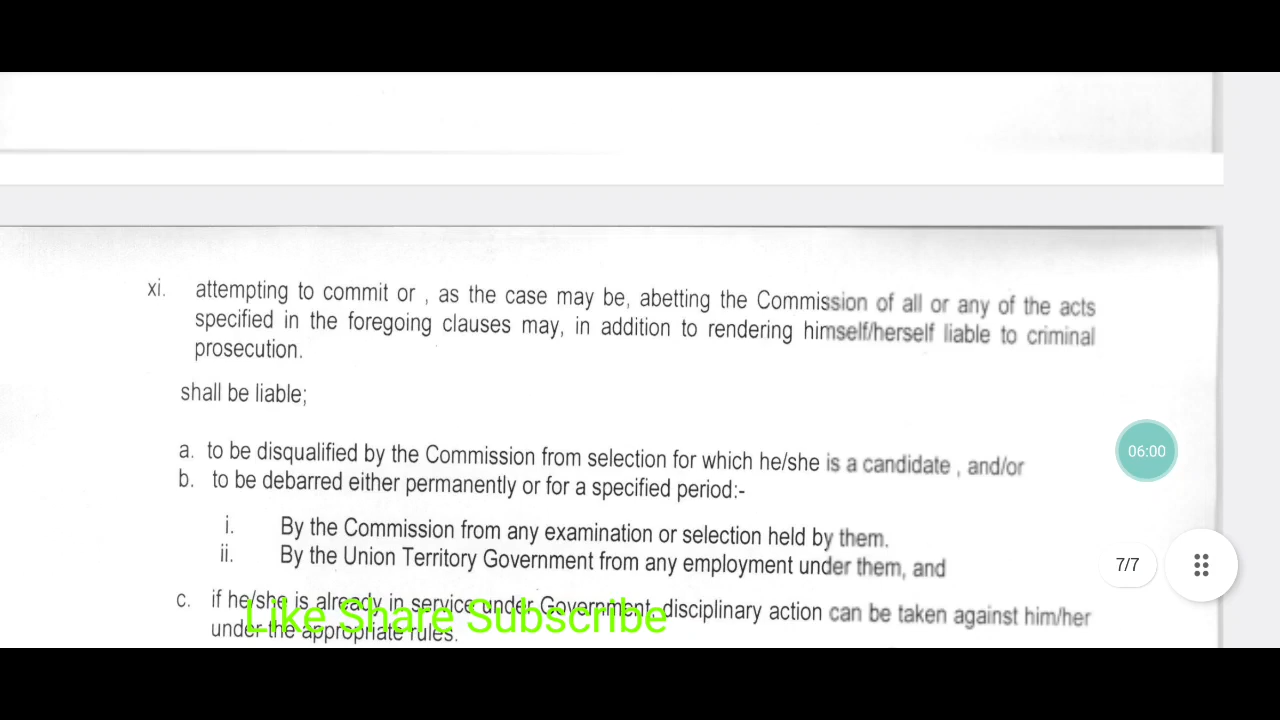 xi. attempting to commit or , as the case may be, abetting the Commission of all or any of the acts
specified in the foregoing clauses may, in addition to rendering himself/herself liable to criminal
prosecution.
shall be liable;
a. to be disqualified by the Commission from selection for which he/she is a candidate , and/or
b. to be debarred either permanently or for a specified period:-
i. By the Commission from any examination or selection held by them.
ii. By the Union Territory Government from any employment under them, and
c. if he/she is already in service under Government, disciplinary action can be taken against him/her
under the appropriate rules.
Like Share Subscribe
06:00
7/7